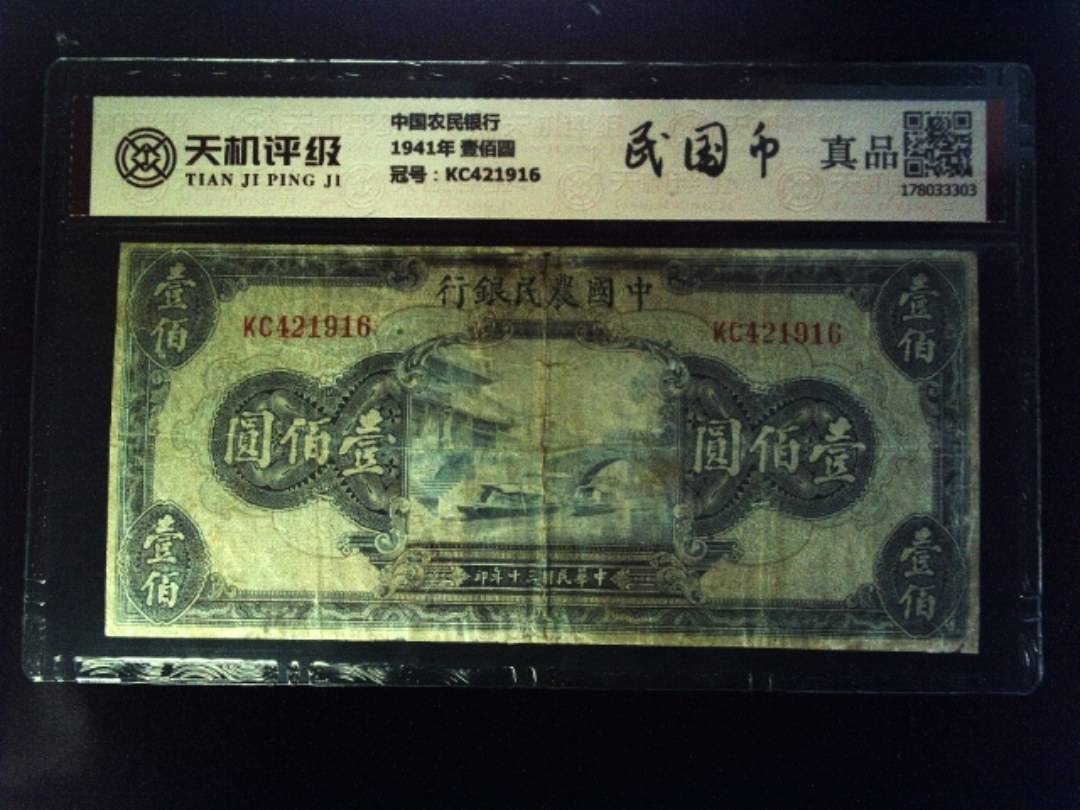 天机评级
TIAN JI PING JI
中国农民银行
1941年 壹佰圆
冠号：KC421916
民国币
真品
178033303
行銀民農國中
壹佰
壹佰
KC421916
KC421916
圓佰壹
圓佰壹
壹佰
壹佰
印年十三國民華中